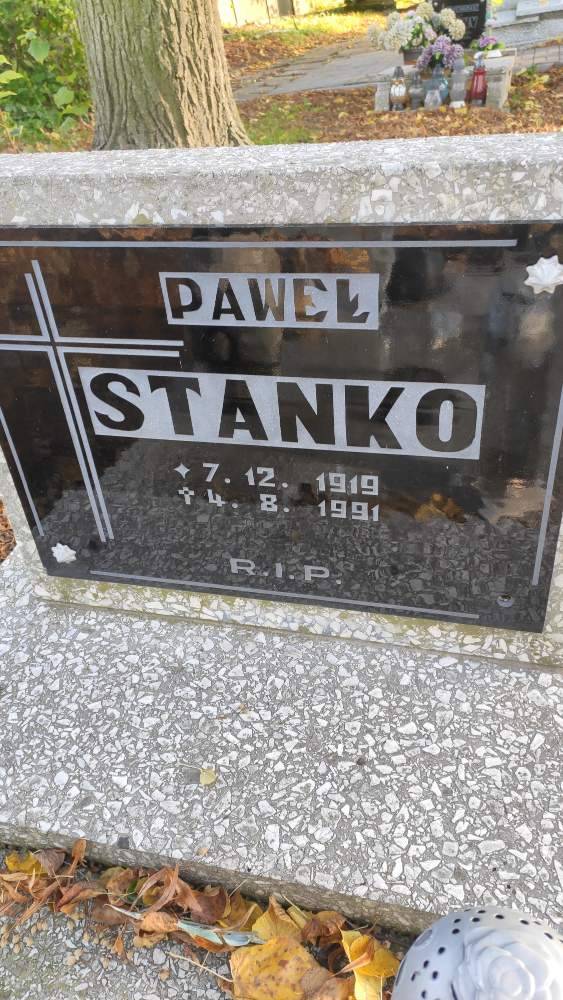 PAWEŁ
STANKO
✦ 7. 12. 1919
✝ 4. 8. 1991
R.I.P.